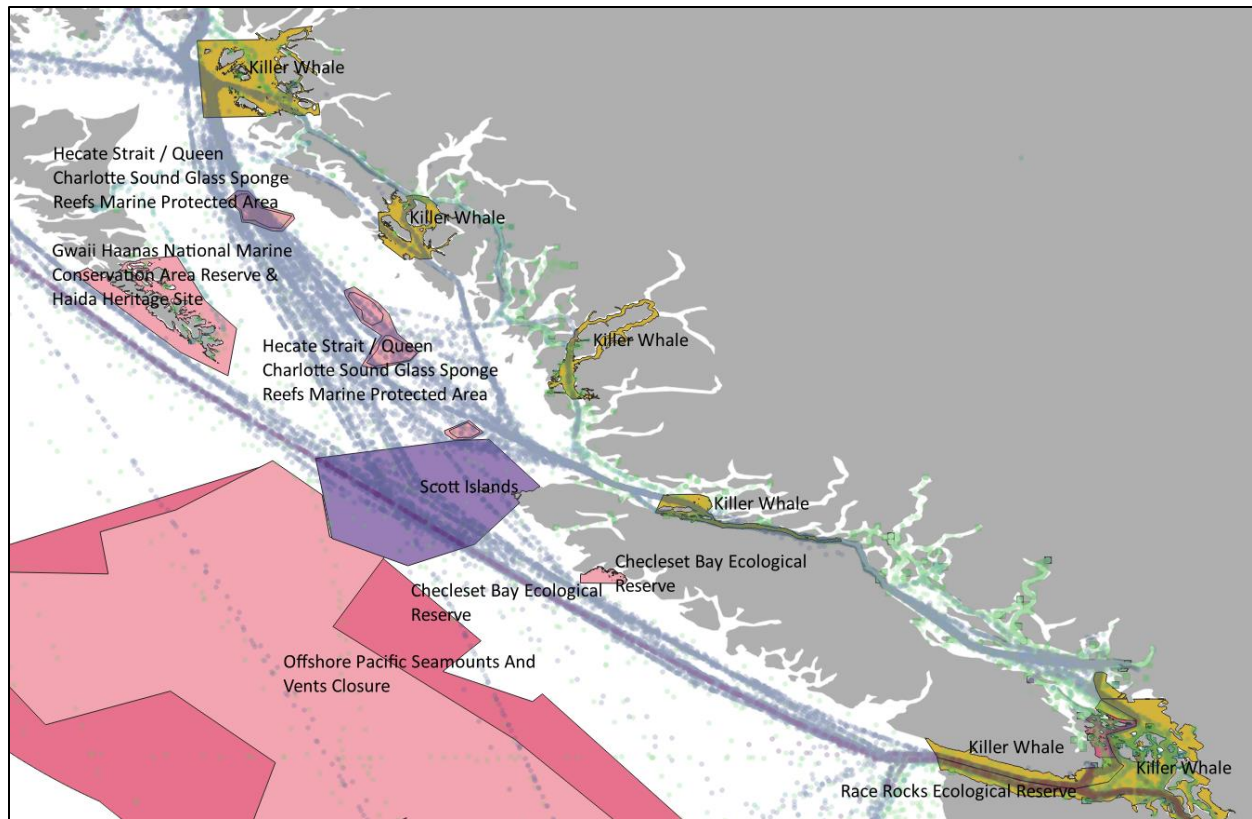 Killer Whale
Hecate Strait / Queen
Charlotte Sound Glass Sponge
Reefs Marine Protected Area
Killer Whale
Gwaii Haanas National Marine
Conservation Area Reserve &
Haida Heritage Site
Hecate Strait / Queen
Charlotte Sound Glass Sponge
Reefs Marine Protected Area
Killer Whale
Scott Islands
Killer Whale
Checleset Bay Ecological
Reserve
Checleset Bay Ecological
Reserve
Offshore Pacific Seamounts And
Vents Closure
Killer Whale
Killer Whale
Race Rocks Ecological Reserve